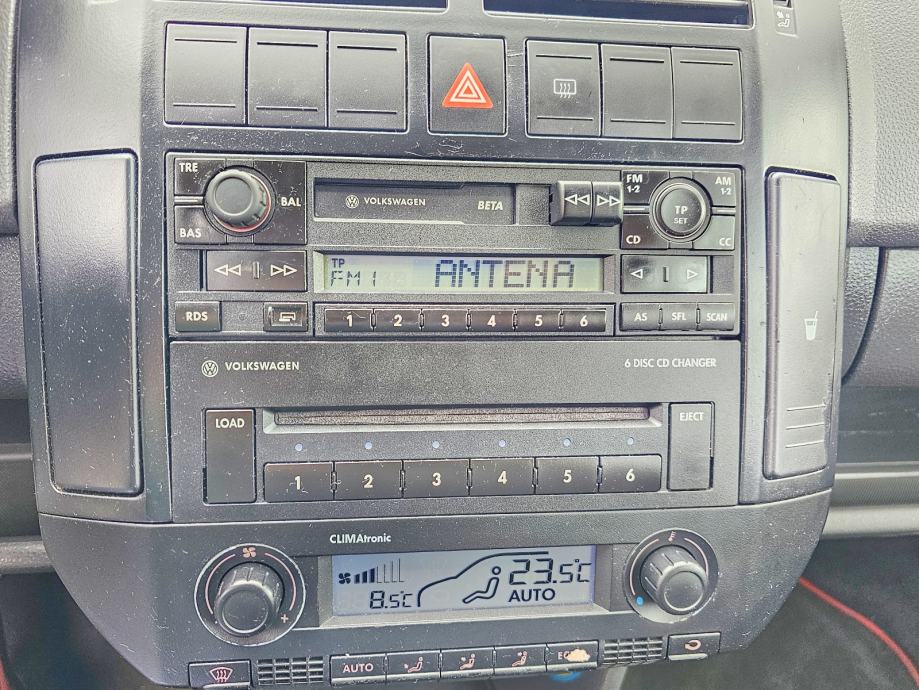 TRE
BAL
BAS
VOLKSWAGEN BETA
FM 1-2
AM 1-2
TP SET
CD
CC
TP
FM1 ANTENA
RDS
1 2 3 4 5 6
AS SFL SCAN
VOLKSWAGEN 6 DISC CD CHANGER
LOAD
EJECT
1 2 3 4 5 6
CLIMAtronic
23.5°C
8.5°C AUTO
AUTO